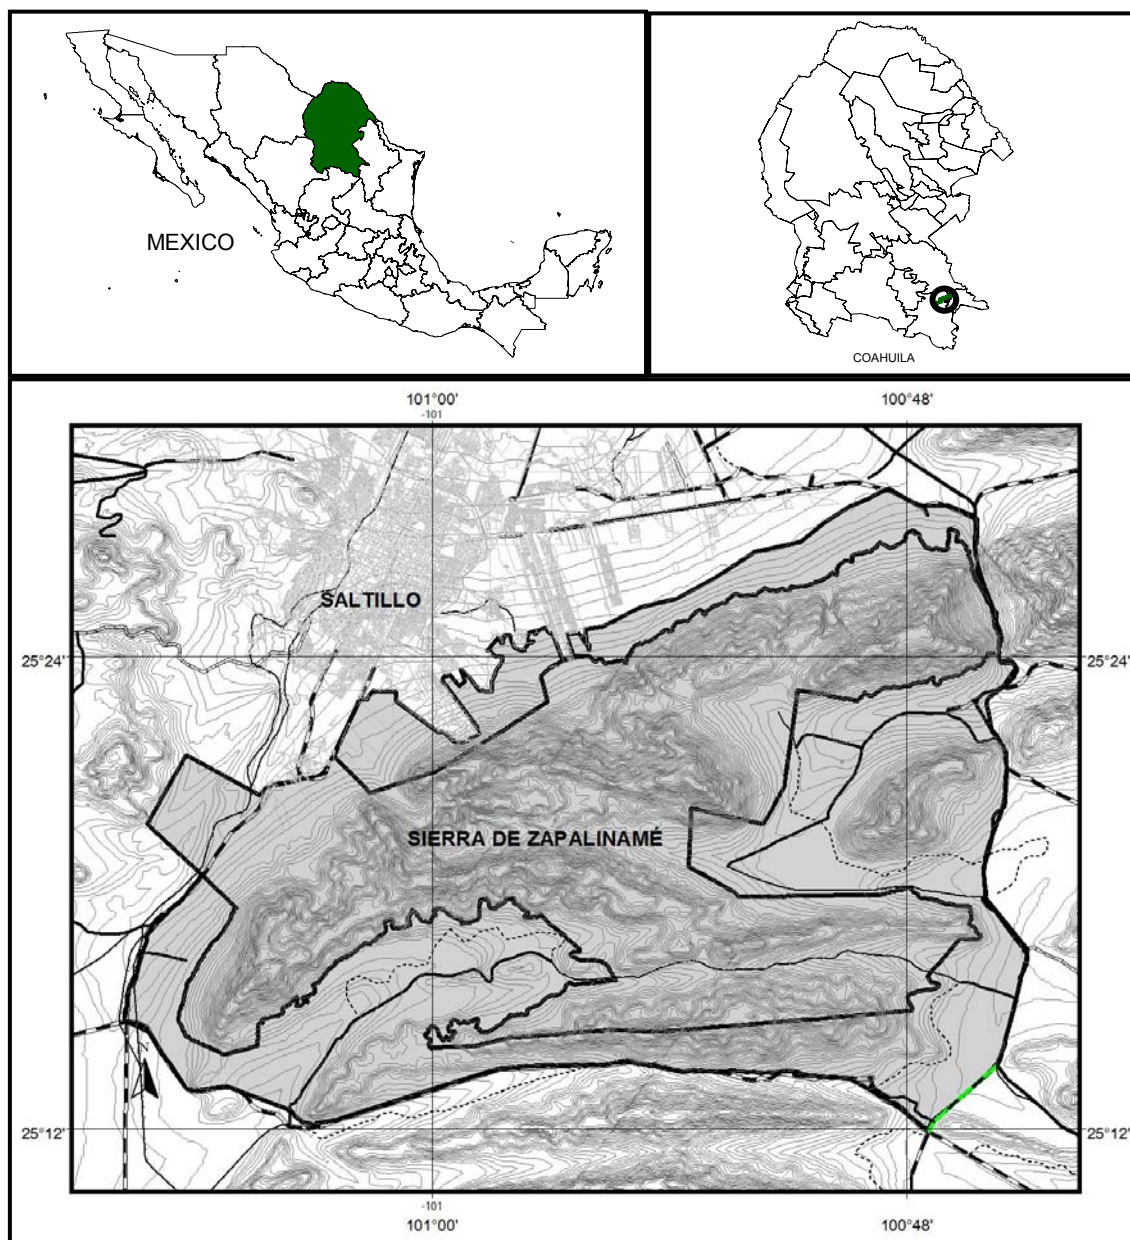 MEXICO
COAHUILA
101°00'
100°48'
-101
SALTILLO
25°24'
25°24'
SIERRA DE ZAPALINAMÉ
N
25°12'
25°12'
-101
101°00'
100°48'